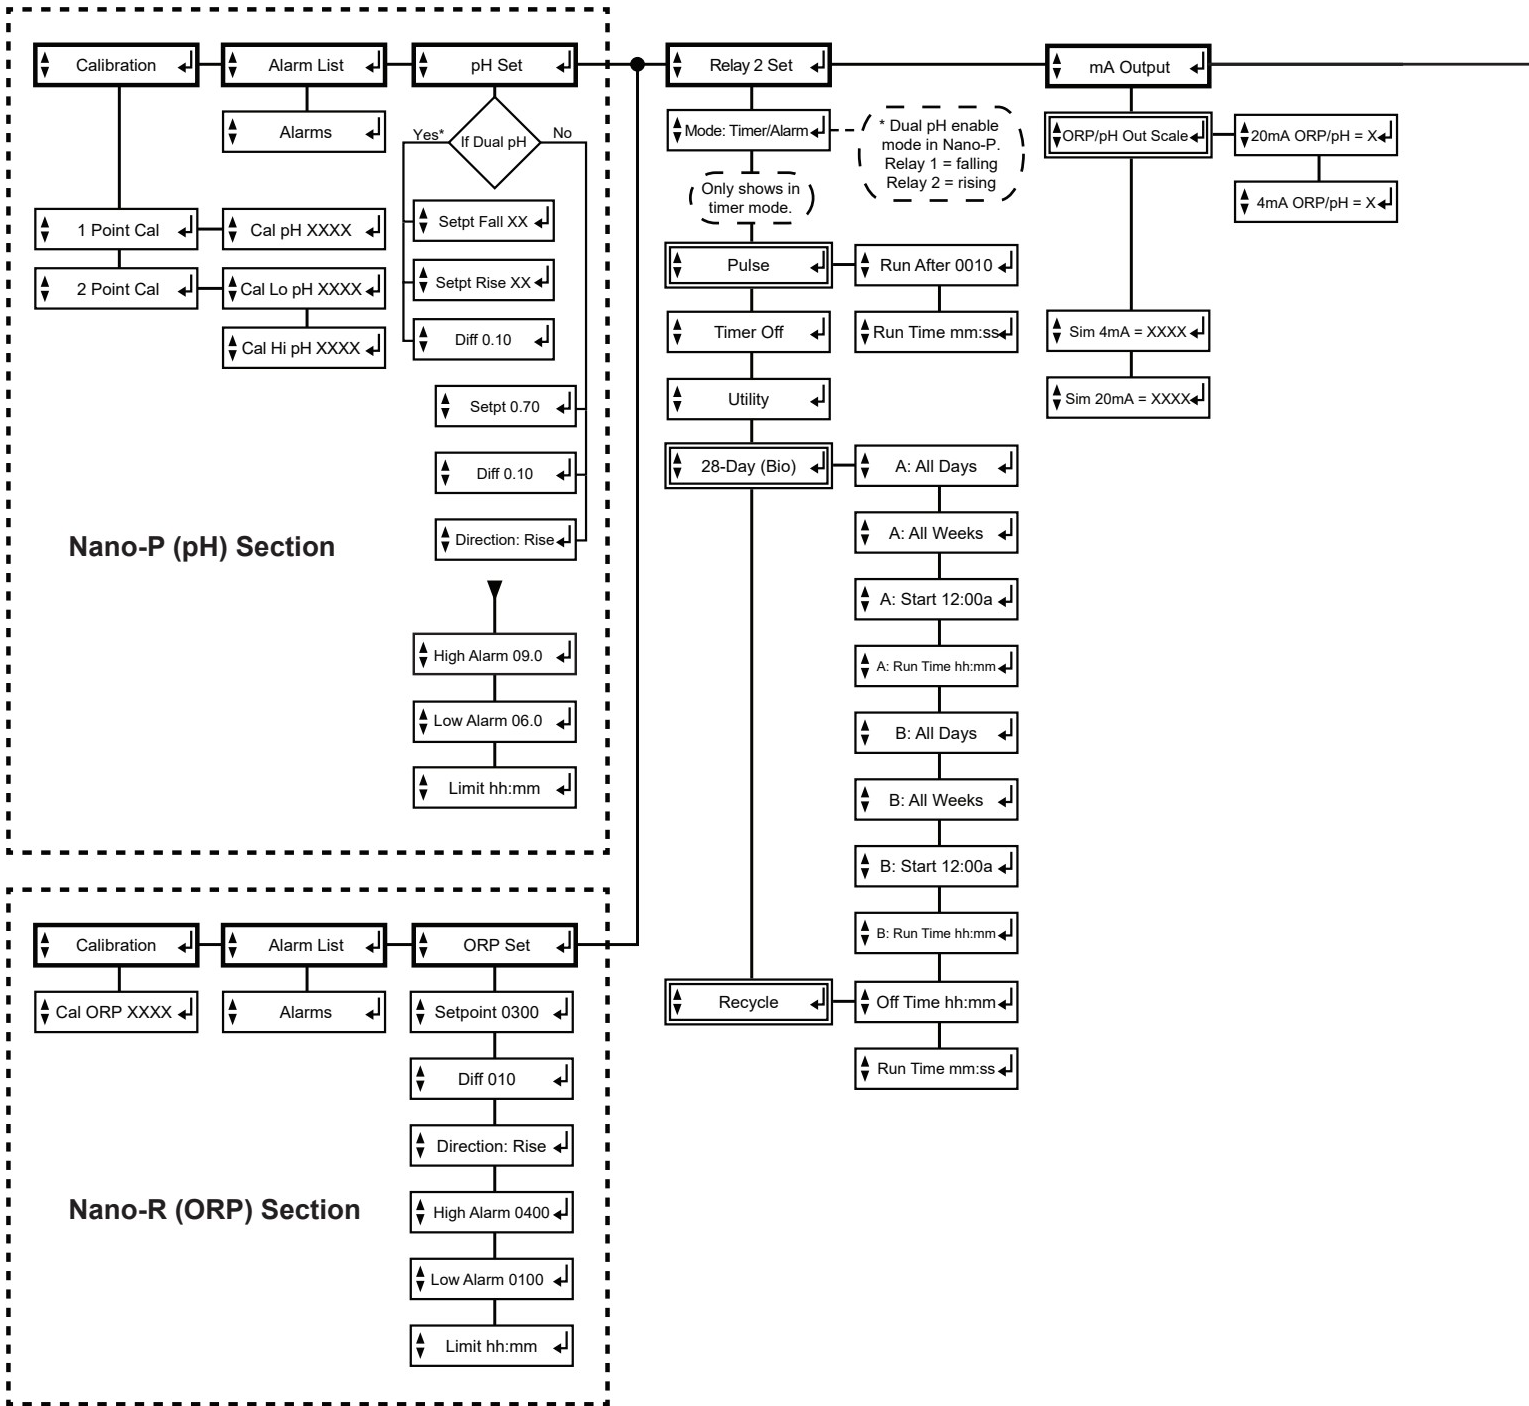 Calibration
Alarm List
pH Set
Relay 2 Set
mA Output
Alarms
Yes*
If Dual pH
No
Mode: Timer/Alarm
* Dual pH enable
mode in Nano-P.
Relay 1 = falling
Relay 2 = rising
ORP/pH Out Scale
20mA ORP/pH = X
4mA ORP/pH = X
Only shows in
timer mode.
1 Point Cal
Cal pH XXXX
Setpt Fall XX
2 Point Cal
Cal Lo pH XXXX
Setpt Rise XX
Cal Hi pH XXXX
Diff 0.10
Pulse
Run After 0010
Timer Off
Run Time mm:ss
Sim 4mA = XXXX
Utility
Sim 20mA = XXXX
Setpt 0.70
Diff 0.10
28-Day (Bio)
A: All Days
Direction: Rise
A: All Weeks
Nano-P (pH) Section
A: Start 12:00a
High Alarm 09.0
A: Run Time hh:mm
Low Alarm 06.0
B: All Days
Limit hh:mm
B: All Weeks
B: Start 12:00a
B: Run Time hh:mm
Calibration
Alarm List
ORP Set
Cal ORP XXXX
Alarms
Setpoint 0300
Recycle
Off Time hh:mm
Diff 010
Run Time mm:ss
Direction: Rise
Nano-R (ORP) Section
High Alarm 0400
Low Alarm 0100
Limit hh:mm